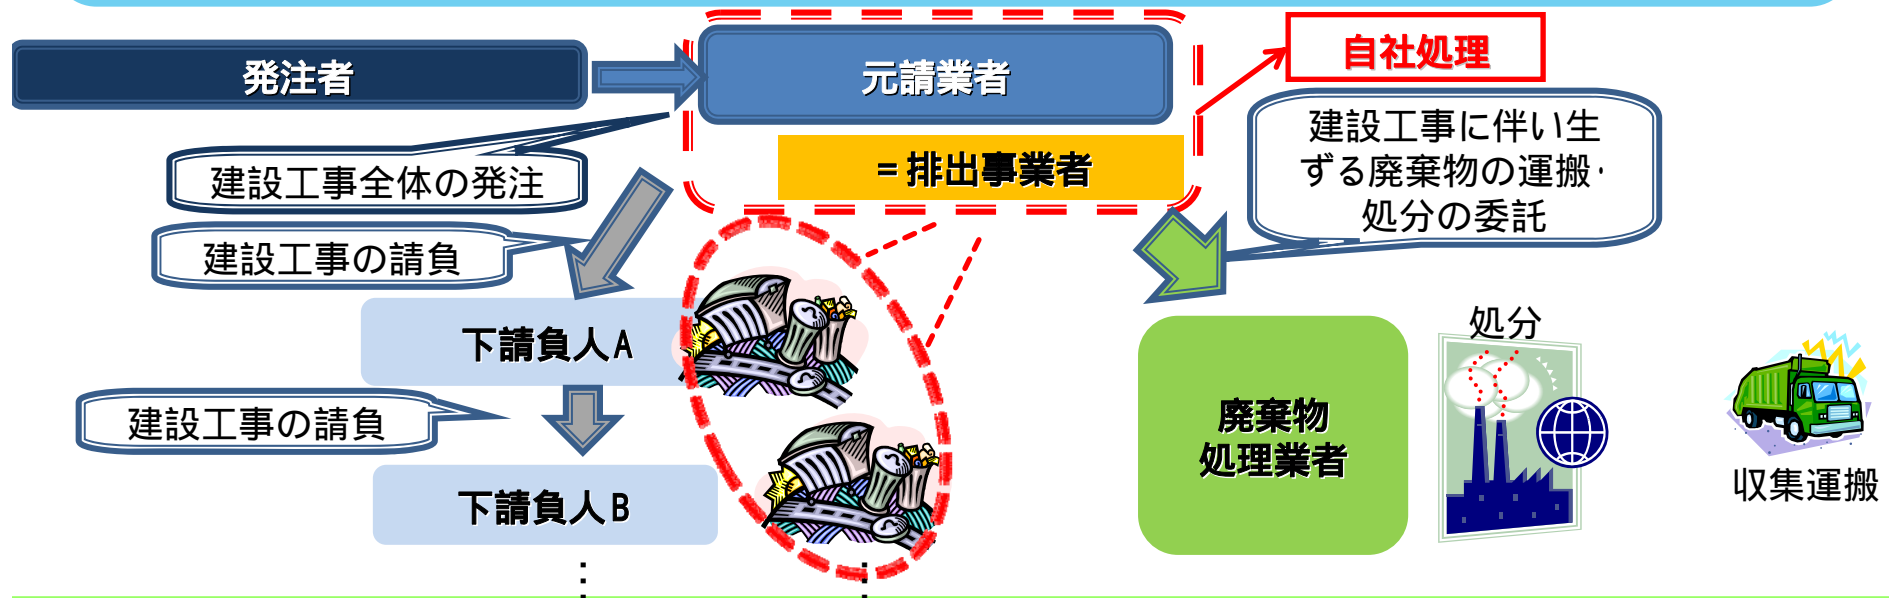 発注者
元請業者
自社処理
建設工事に伴い生
ずる廃棄物の運搬・
処分の委託
=排出事業者
建設工事全体の発注
建設工事の請負
下請負人A
処分
建設工事の請負
廃棄物
処理業者
収集運搬
下請負人B